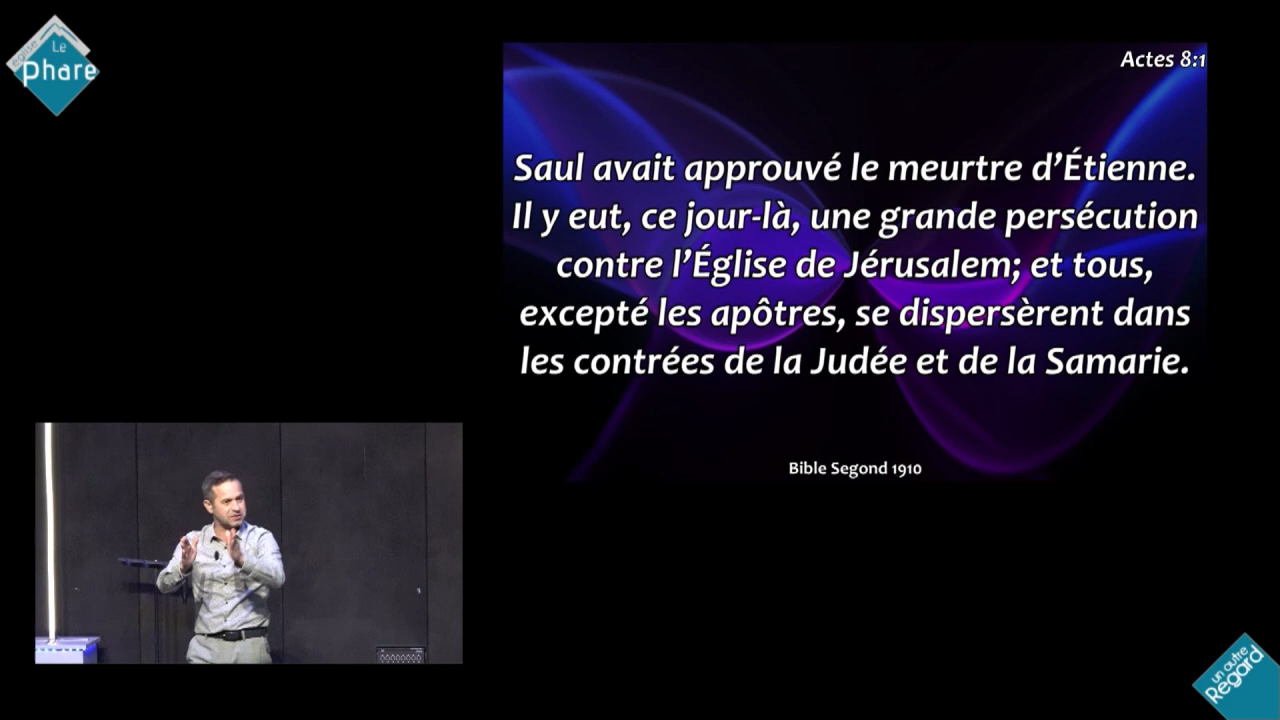 église
Le
phare
Actes 8:1
Saul avait approuvé le meurtre d’Étienne.
Il y eut, ce jour-là, une grande persécution
contre l’Église de Jérusalem; et tous,
excepté les apôtres, se dispersèrent dans
les contrées de la Judée et de la Samarie.
Bible Segond 1910
un autre
Regard